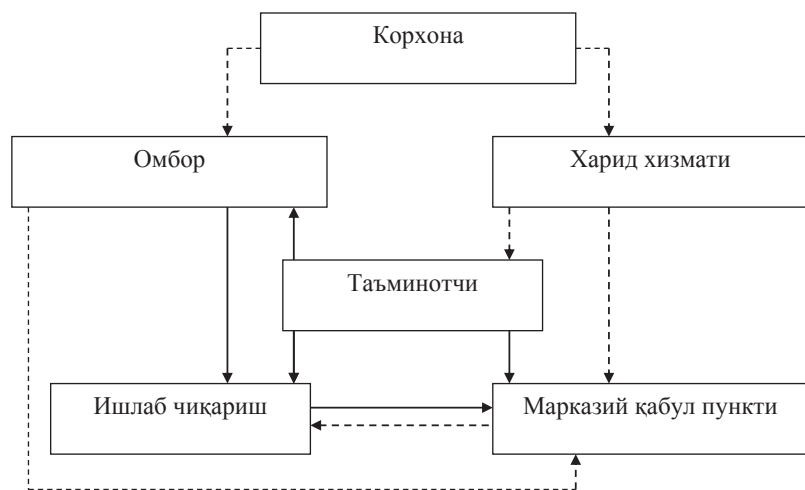 Корхона
Омбор
Харид хизмати
Таъминотчи
Ишлаб чиқариш
Марказий қабул пункти